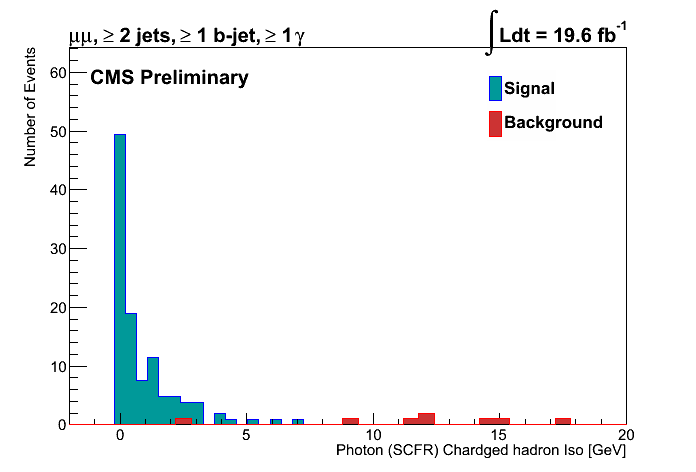 μμ, ≥ 2 jets, ≥ 1 b-jet, ≥ 1 γ
∫ Ldt = 19.6 fb⁻¹
CMS Preliminary
Signal
Background
Number of Events
60
50
40
30
20
10
0
0 5 10 15 20
Photon (SCFR) Chardged hadron Iso [GeV]